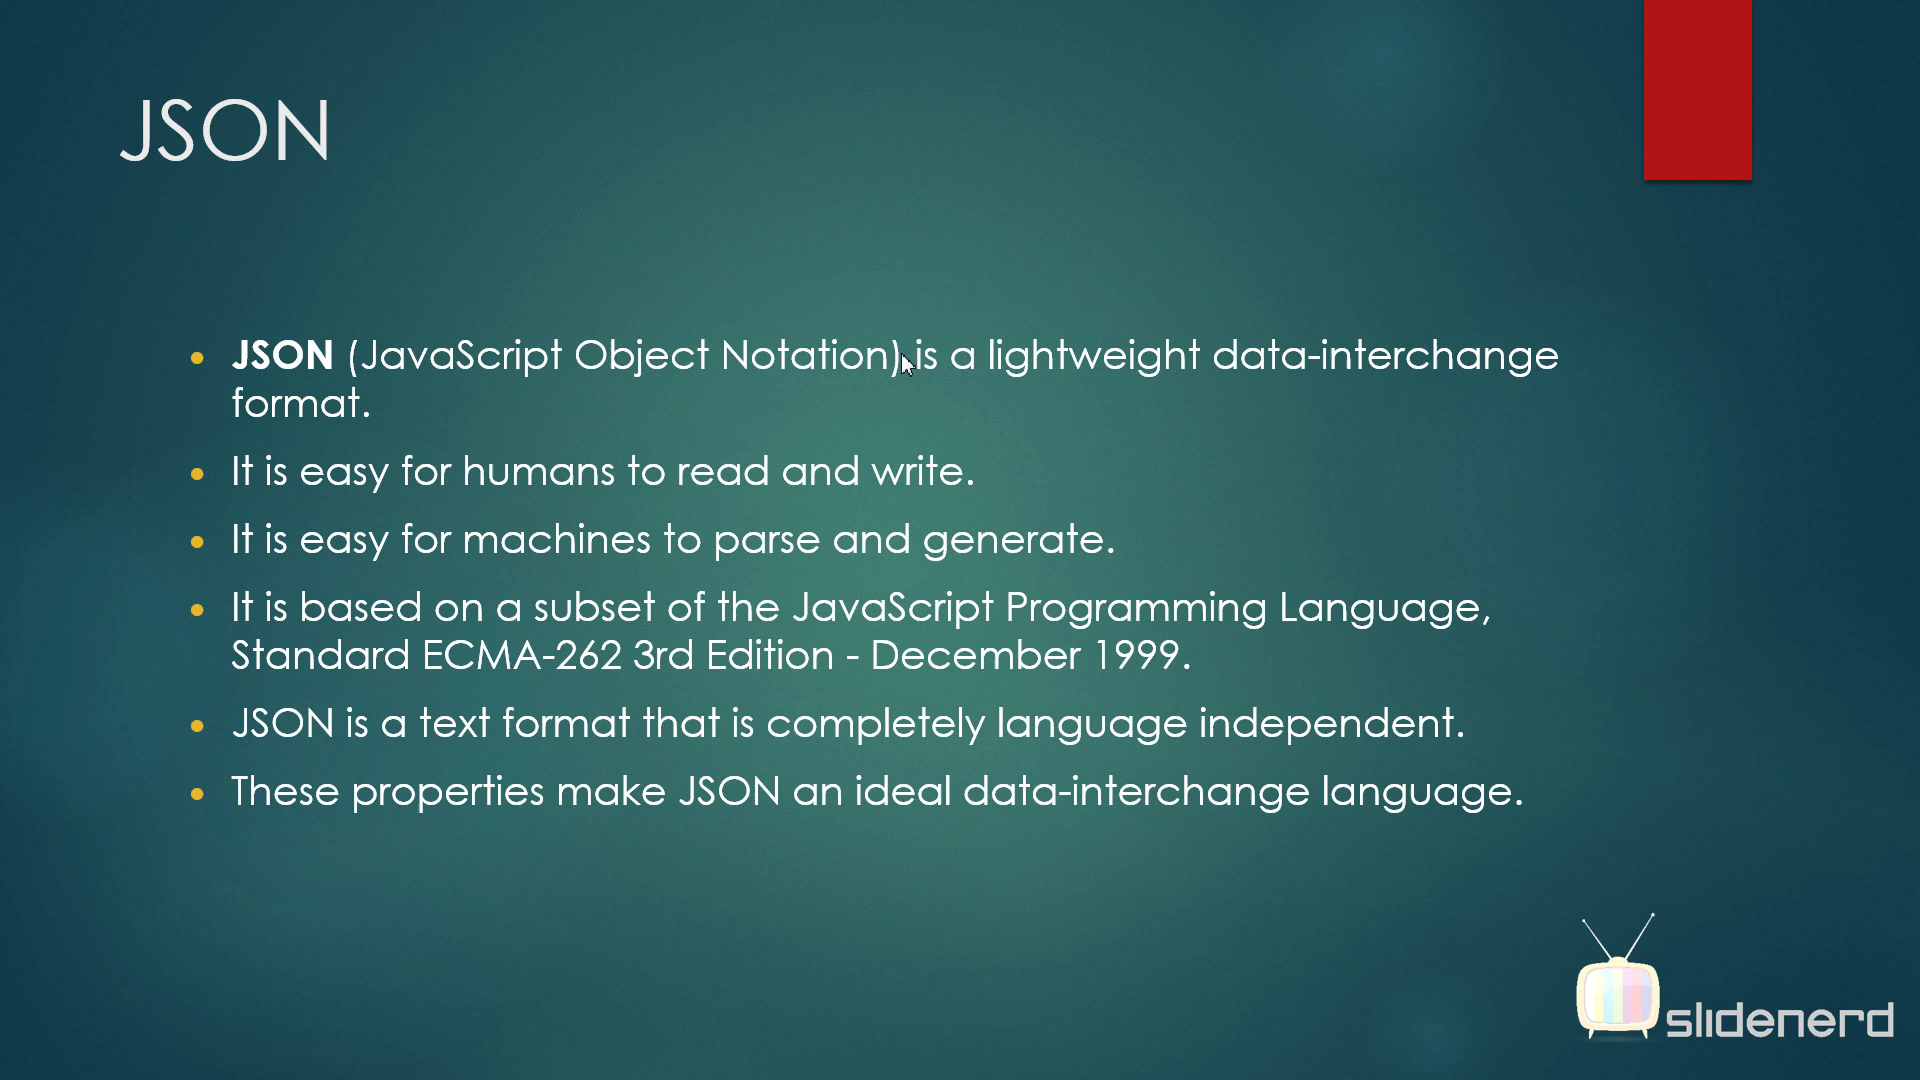 JSON
• JSON (JavaScript Object Notation) is a lightweight data-interchange
format.
• It is easy for humans to read and write.
• It is easy for machines to parse and generate.
• It is based on a subset of the JavaScript Programming Language,
Standard ECMA-262 3rd Edition - December 1999.
• JSON is a text format that is completely language independent.
• These properties make JSON an ideal data-interchange language.
slidenerd